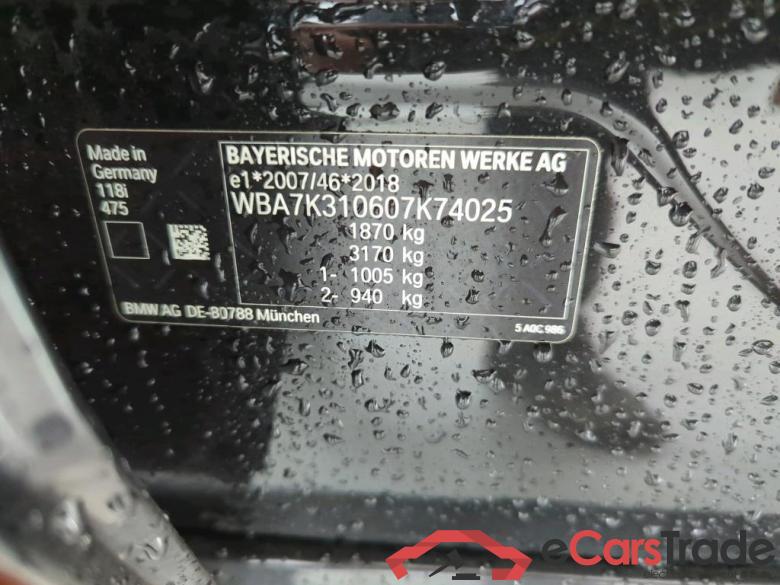 Made in
Germany
118i
475
BAYERISCHE MOTOREN WERKE AG
e1*2007/46*2018
WBA7K310607K74025
1870 kg
3170 kg
1- 1005 kg
2- 940 kg
BMW AG DE-80788 München
5 A0C 985
eCarsTrade